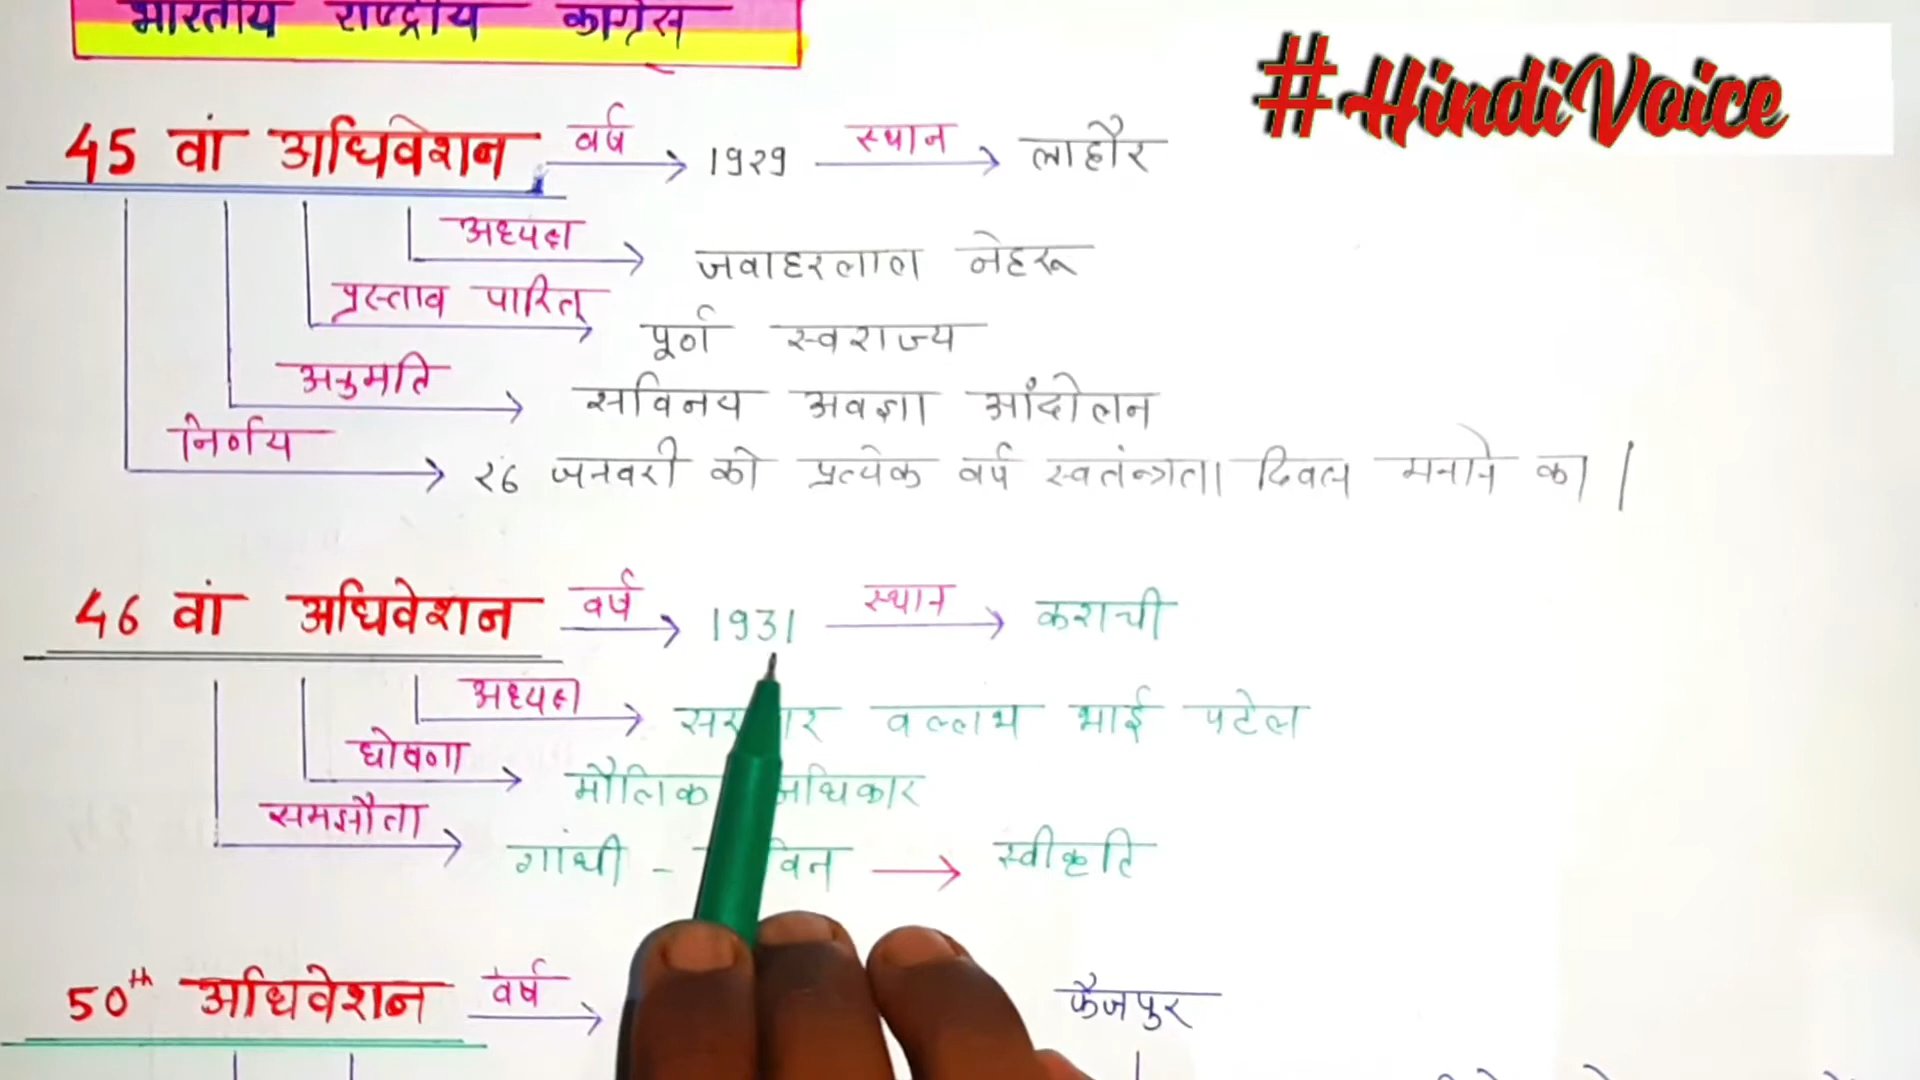 भारतीय राष्ट्रीय कांग्रेस
#HindiVoice
45 वां अधिवेशन वर्ष 1929 स्थान लाहौर
अध्यक्ष जवाहरलाल नेहरू
प्रस्ताव पारित पूर्ण स्वराज्य
अनुमति सविनय अवज्ञा आंदोलन
निर्णय २6 जनवरी को प्रत्येक वर्ष स्वतंन्त्रता दिवस मनाने का |
46 वां अधिवेशन वर्ष 1931 स्थान कराची
अध्यक्ष वल्लभ भाई पटेल
घोषणा मौलिक अधिकार
समझौता गांधी - स्वीकृति
50th अधिवेशन वर्ष फैजपुर